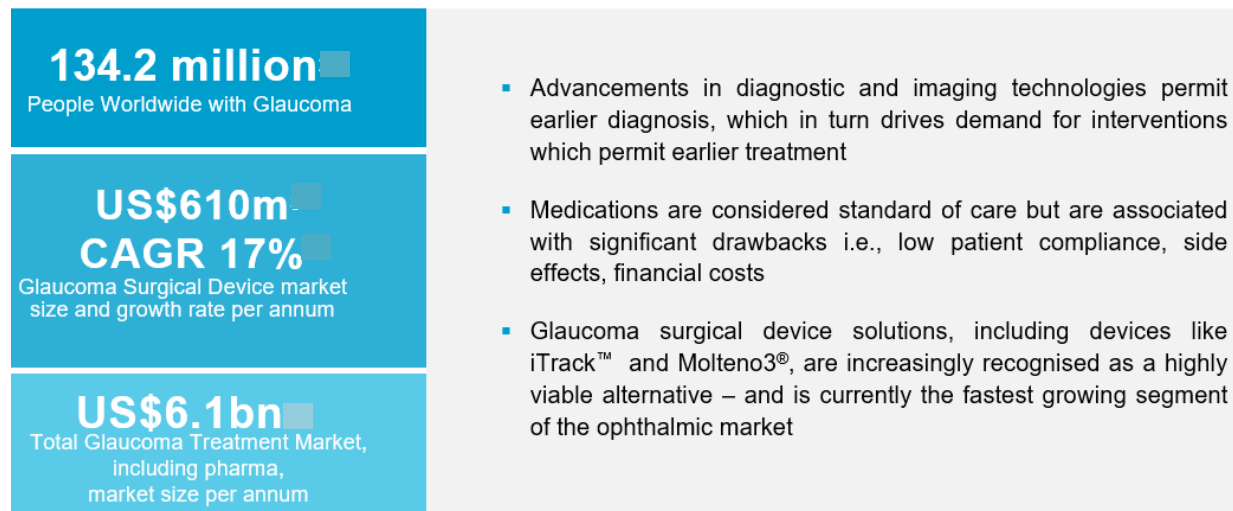 134.2 million
People Worldwide with Glaucoma
US$610m
CAGR 17%
Glaucoma Surgical Device market
size and growth rate per annum
US$6.1bn
Total Glaucoma Treatment Market,
including pharma,
market size per annum
▪ Advancements in diagnostic and imaging technologies permit
earlier diagnosis, which in turn drives demand for interventions
which permit earlier treatment
▪ Medications are considered standard of care but are associated
with significant drawbacks i.e., low patient compliance, side
effects, financial costs
▪ Glaucoma surgical device solutions, including devices like
iTrack™ and Molteno3®, are increasingly recognised as a highly
viable alternative – and is currently the fastest growing segment
of the ophthalmic market